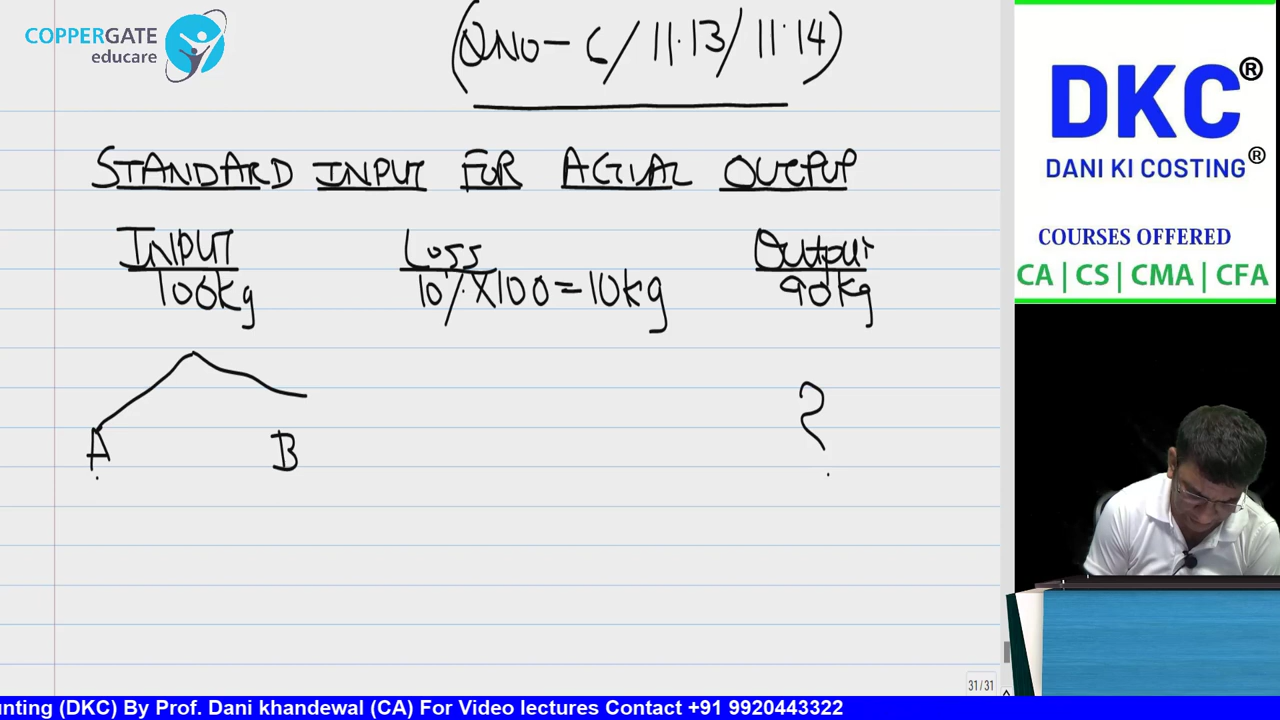 COPPERGATE
educare
(QNO - C/11.13/11.14)
STANDARD INPUT FOR ACTUAL OUTPUT
INPUT Loss Output
100kg 10% X 100 = 10kg 90kg
A B ?
31/31
DKC®
DANI KI COSTING®
COURSES OFFERED
CA | CS | CMA | CFA
unting (DKC) By Prof. Dani khandewal (CA) For Video lectures Contact +91 9920443322